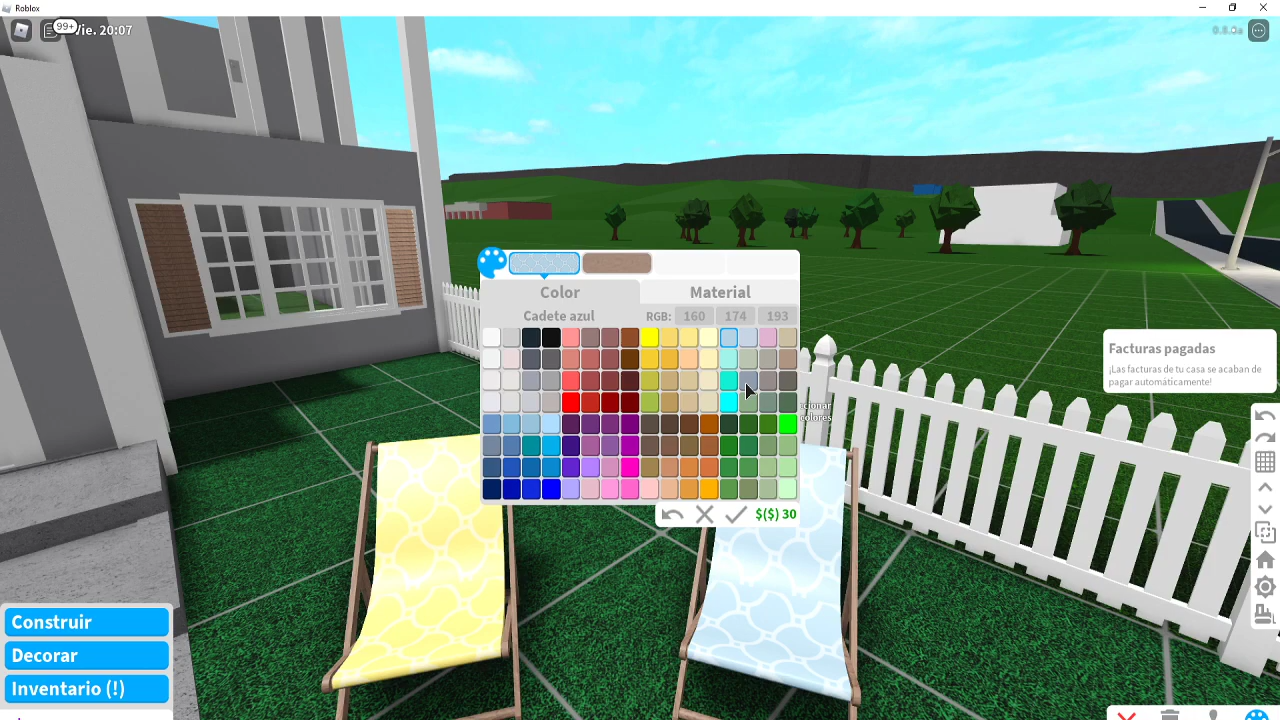 Roblox
99+
Vie. 20:07
Color
Material
Cadete azul
RGB: 160 174 193
colores
$($) 30
Facturas pagadas
¡Las facturas de tu casa se acaban de
pagar automáticamente!
Construir
Decorar
Inventario (!)